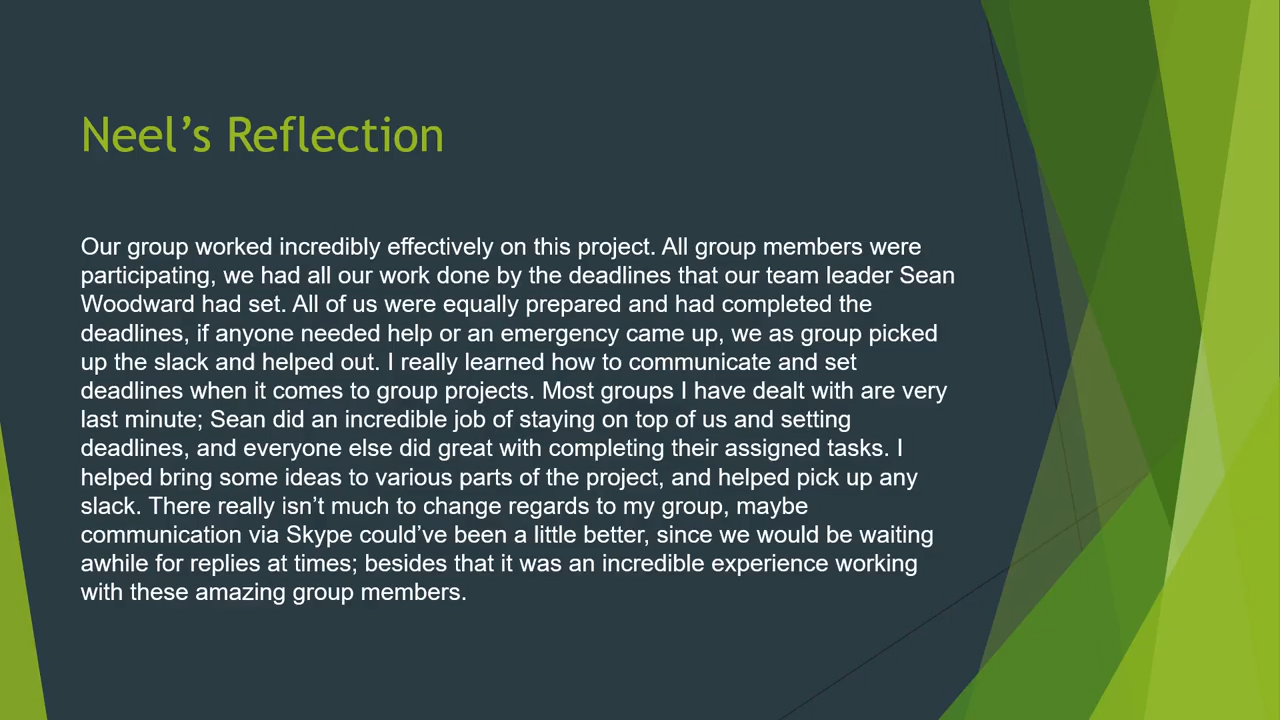 Neel’s Reflection
Our group worked incredibly effectively on this project. All group members were
participating, we had all our work done by the deadlines that our team leader Sean
Woodward had set. All of us were equally prepared and had completed the
deadlines, if anyone needed help or an emergency came up, we as group picked
up the slack and helped out. I really learned how to communicate and set
deadlines when it comes to group projects. Most groups I have dealt with are very
last minute; Sean did an incredible job of staying on top of us and setting
deadlines, and everyone else did great with completing their assigned tasks. I
helped bring some ideas to various parts of the project, and helped pick up any
slack. There really isn’t much to change regards to my group, maybe
communication via Skype could’ve been a little better, since we would be waiting
awhile for replies at times; besides that it was an incredible experience working
with these amazing group members.